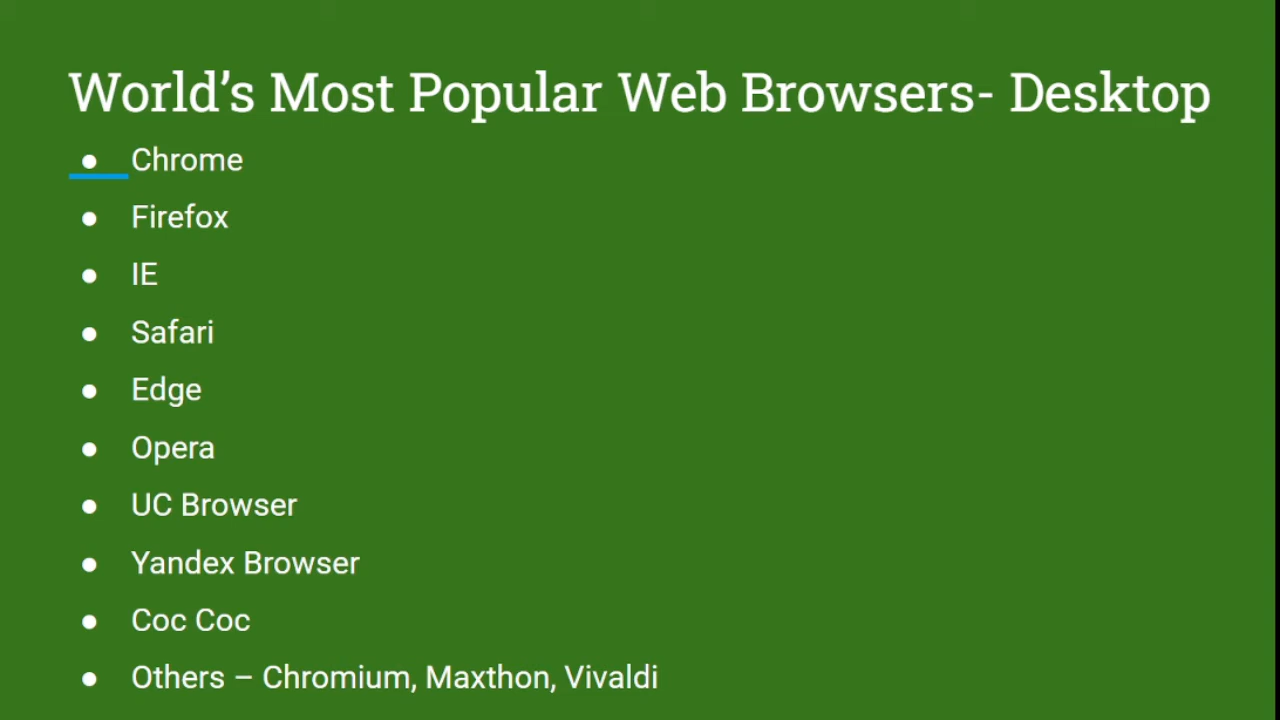 World’s Most Popular Web Browsers- Desktop
● Chrome
● Firefox
● IE
● Safari
● Edge
● Opera
● UC Browser
● Yandex Browser
● Coc Coc
● Others – Chromium, Maxthon, Vivaldi